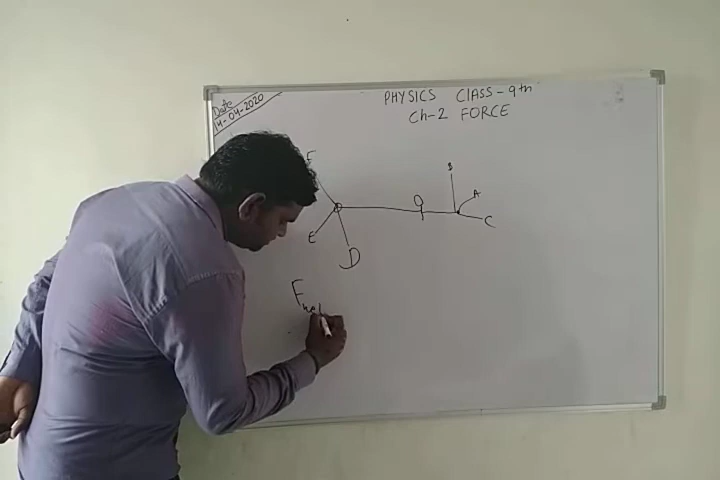 Date
14-04-2020
PHYSICS CLASS-9th
Ch-2 FORCE
F
B
A
C
E
D
Fnet